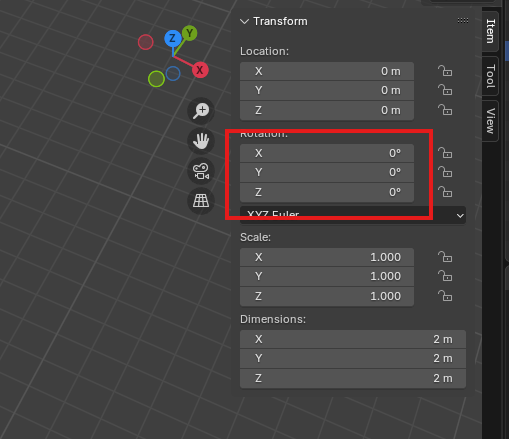 Transform
Location:
X 0 m
Y 0 m
Z 0 m
Rotation:
X 0°
Y 0°
Z 0°
XYZ Euler
Scale:
X 1.000
Y 1.000
Z 1.000
Dimensions:
X 2 m
Y 2 m
Z 2 m
Item
Tool
View
Z
Y
X